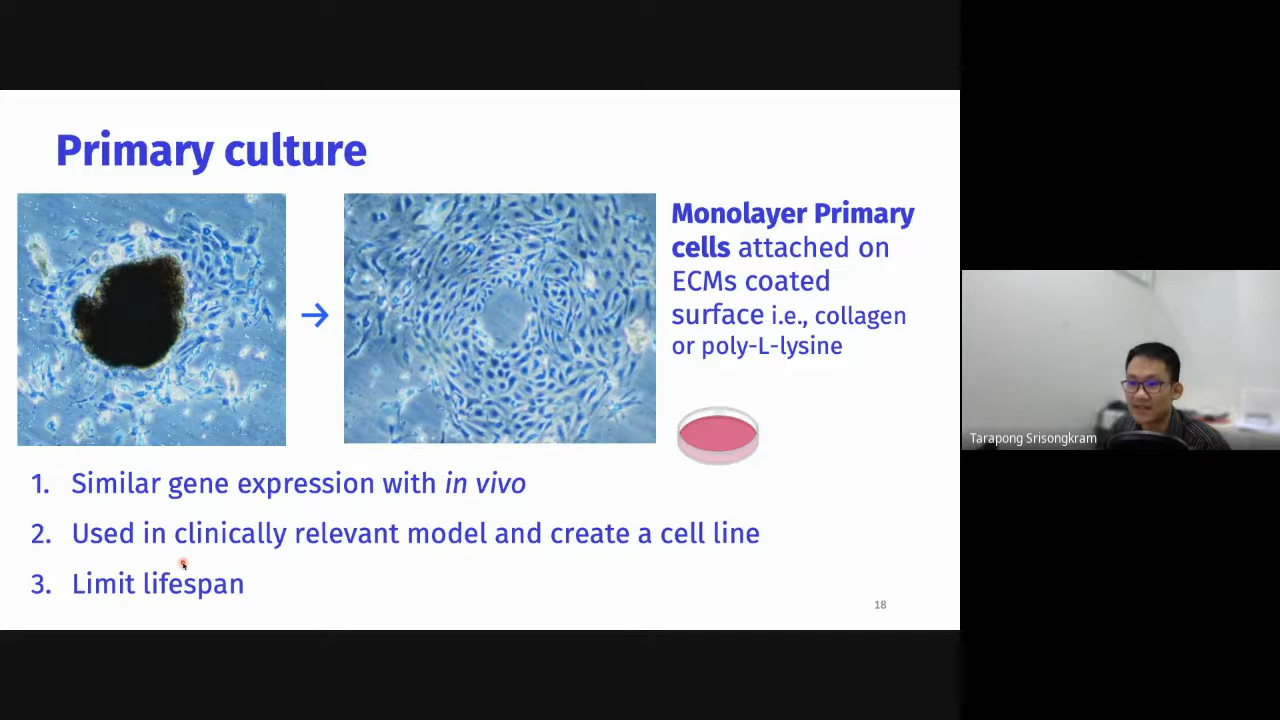 Primary culture
→
Monolayer Primary
cells attached on
ECMs coated
surface i.e., collagen
or poly-L-lysine
1. Similar gene expression with in vivo
2. Used in clinically relevant model and create a cell line
3. Limit lifespan
18
Tarapong Srisongkram